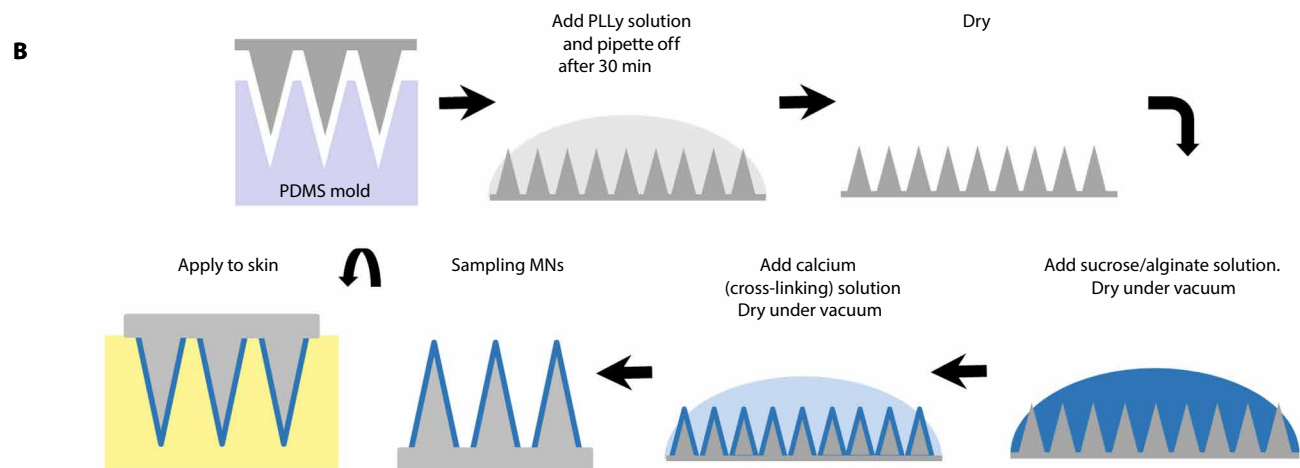 B
PDMS mold
Add PLLy solution
and pipette off
after 30 min
Dry
Add sucrose/alginate solution.
Dry under vacuum
Add calcium
(cross-linking) solution
Dry under vacuum
Sampling MNs
Apply to skin